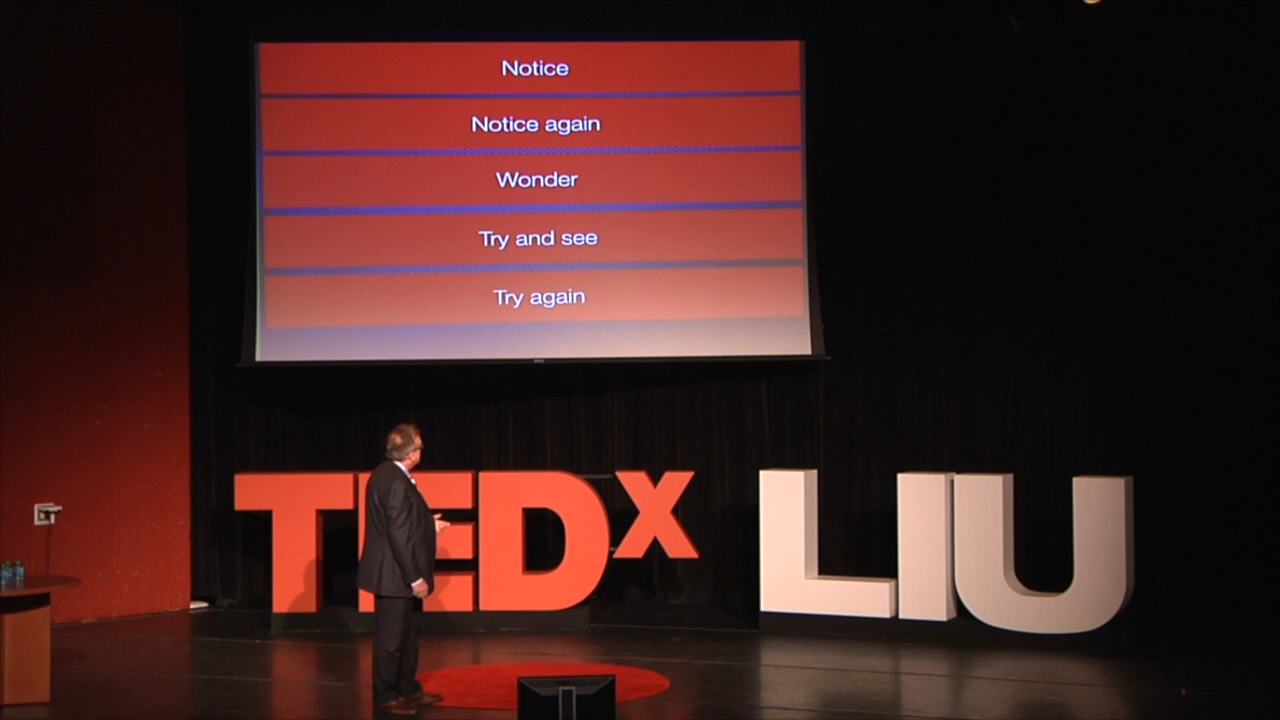 Notice
Notice again
Wonder
Try and see
Try again
TEDx LIU